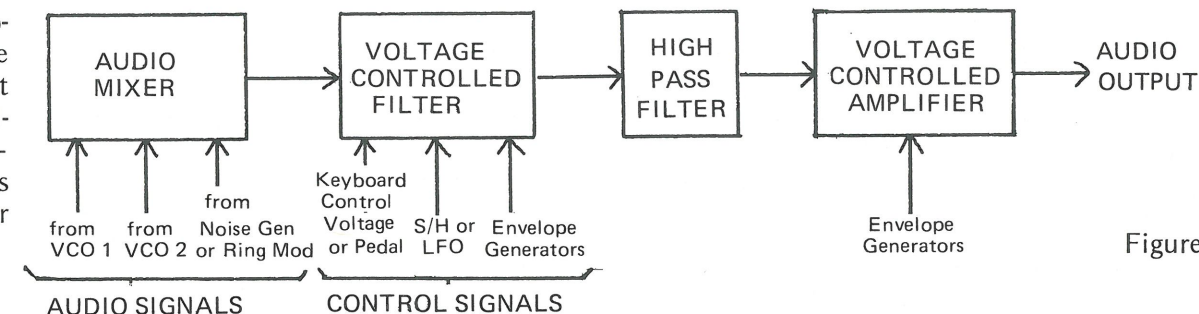 AUDIO
MIXER
VOLTAGE
CONTROLLED
FILTER
HIGH
PASS
FILTER
VOLTAGE
CONTROLLED
AMPLIFIER
AUDIO
OUTPUT
from
VCO 1
from
VCO 2
from
Noise Gen
or Ring Mod
Keyboard
Control
Voltage
or Pedal
S/H or
LFO
Envelope
Generators
Envelope
Generators
AUDIO SIGNALS
CONTROL SIGNALS
Figure